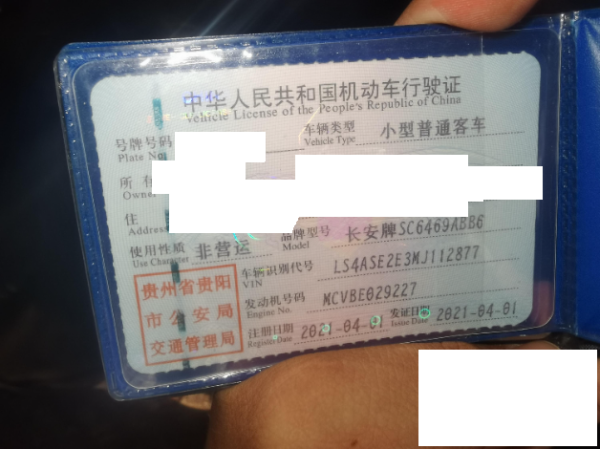 中华人民共和国机动车行驶证
Vehicle License of the People's Republic of China
号牌号码
Plate No.
车辆类型
Vehicle Type
小型普通客车
所有
Owner
住
Address
使用性质
Use Character
非营运
品牌型号
Model
长安牌SC6469ABB6
贵州省贵阳
市公安局
交通管理局
车辆识别代号
VIN
LS4ASE2E3MJ112877
发动机号码
Engine No.
MCVBE029227
注册日期
Register Date
2021-04-01
发证日期
Issue Date
2021-04-01